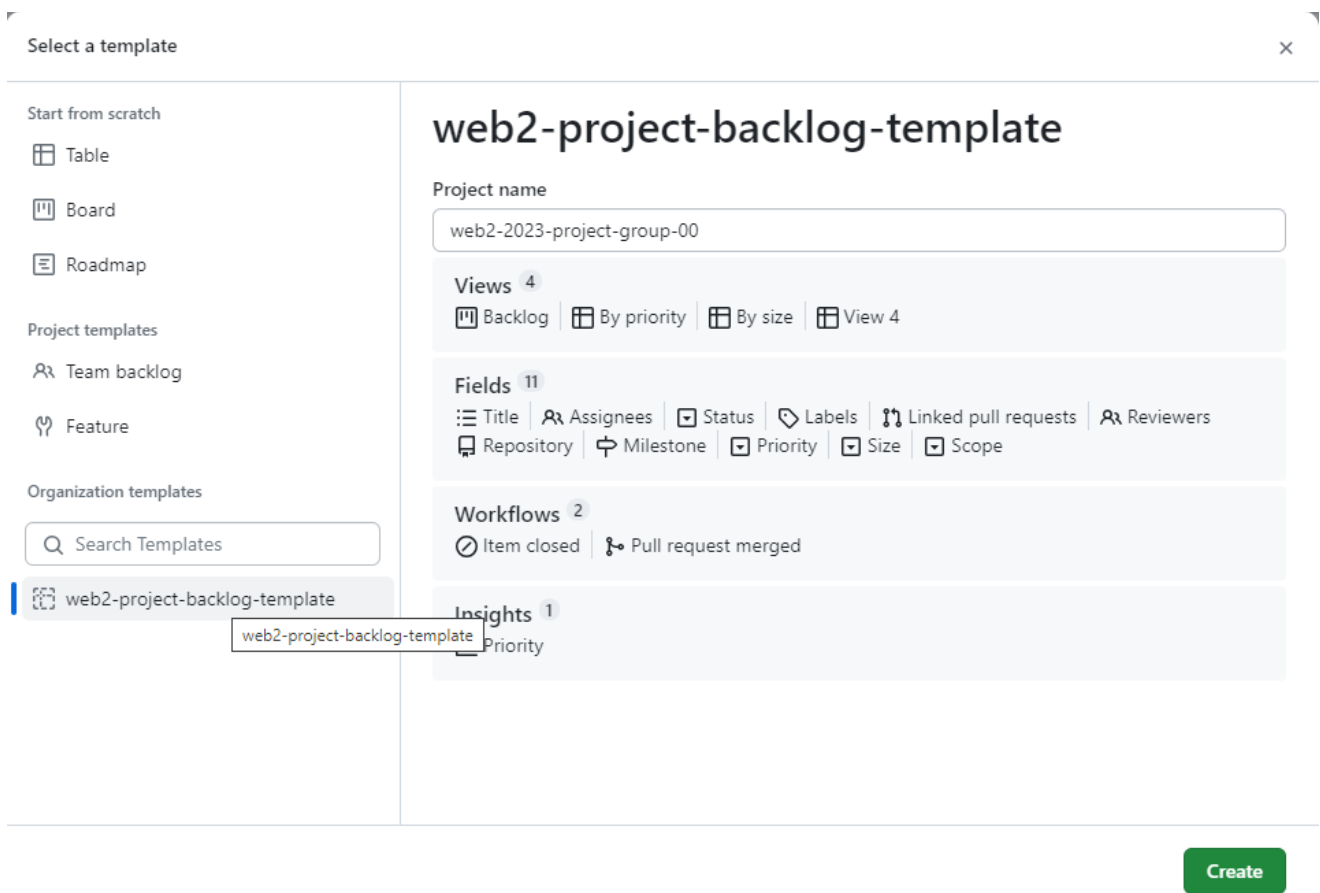 Select a template
Start from scratch
Table
Board
Roadmap
Project templates
Team backlog
Feature
Organization templates
Search Templates
web2-project-backlog-template
web2-project-backlog-template
web2-project-backlog-template
Project name
web2-2023-project-group-00
Views 4
Backlog By priority By size View 4
Fields 11
Title Assignees Status Labels Linked pull requests Reviewers
Repository Milestone Priority Size Scope
Workflows 2
Item closed Pull request merged
Insights 1
Priority
Create